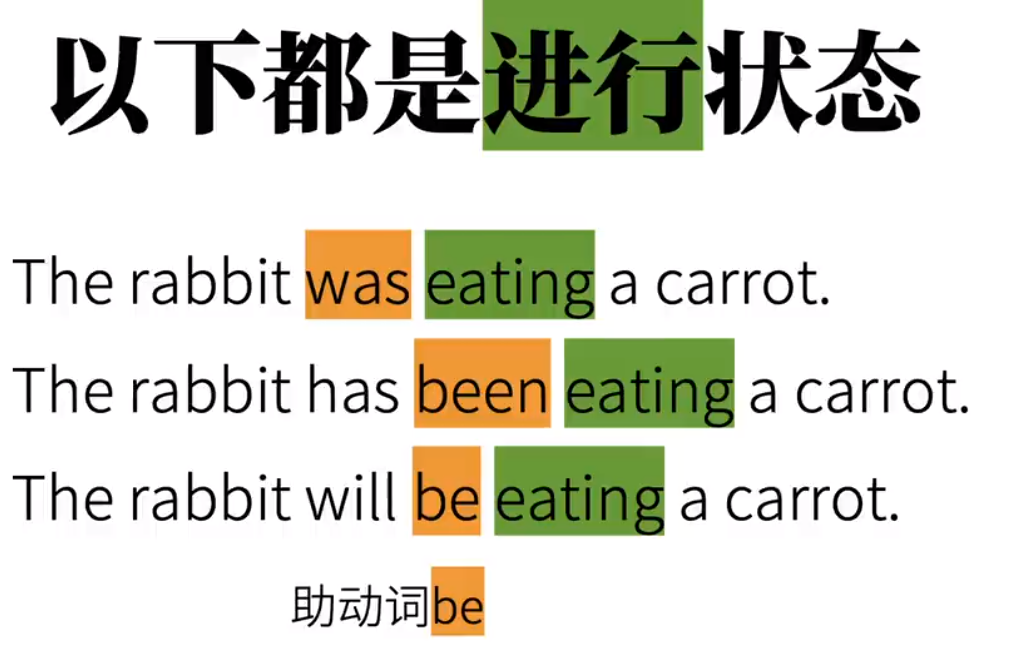 以下都是进行状态
The rabbit was eating a carrot.
The rabbit has been eating a carrot.
The rabbit will be eating a carrot.
助动词be